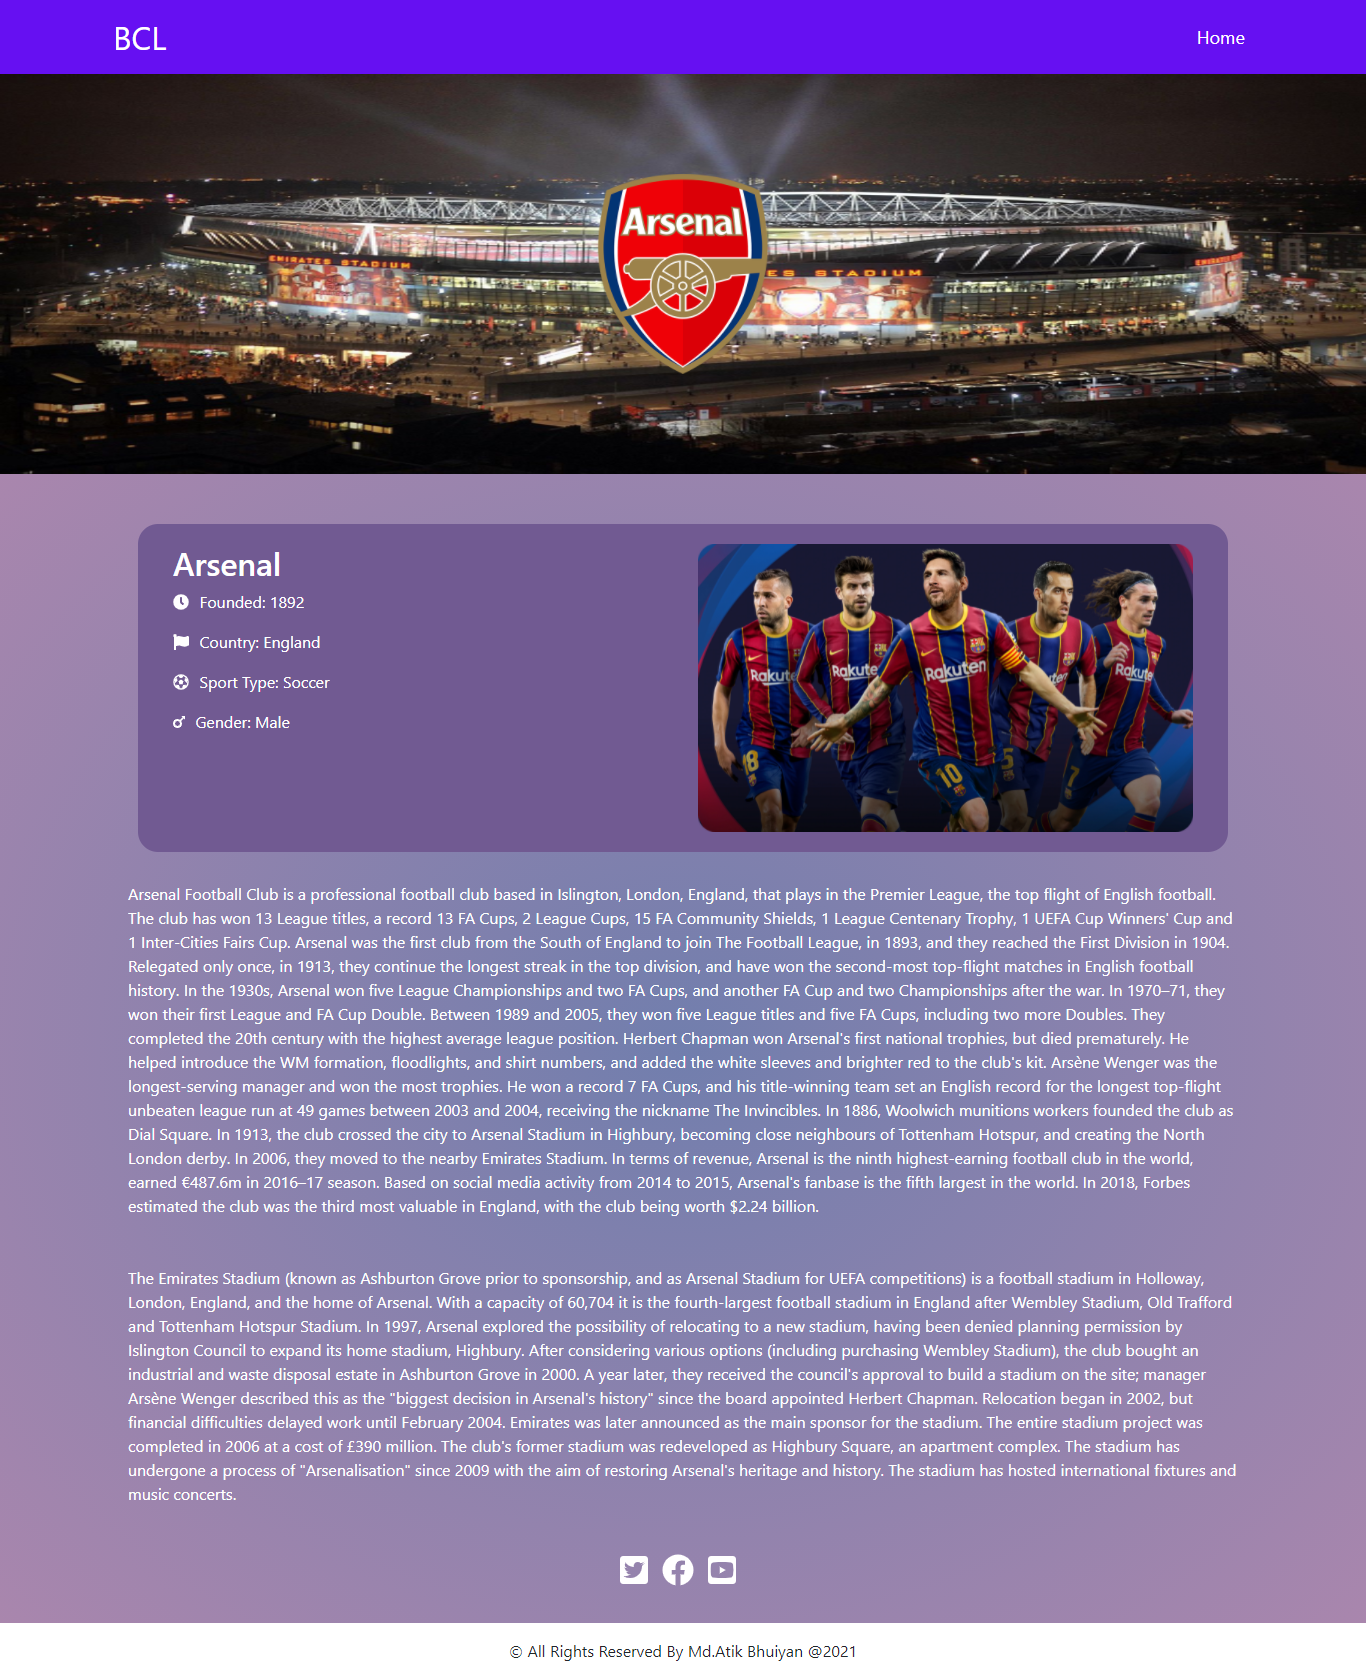 BCL
Home
Arsenal
EMIRATES STADIUM
ES STADIUM
Arsenal
Founded: 1892
Country: England
Sport Type: Soccer
Gender: Male
Rakuten
Rakuten
Rakuten
Rakuten
18
8
10
5
7
Arsenal Football Club is a professional football club based in Islington, London, England, that plays in the Premier League, the top flight of English football.
The club has won 13 League titles, a record 13 FA Cups, 2 League Cups, 15 FA Community Shields, 1 League Centenary Trophy, 1 UEFA Cup Winners' Cup and
1 Inter-Cities Fairs Cup. Arsenal was the first club from the South of England to join The Football League, in 1893, and they reached the First Division in 1904.
Relegated only once, in 1913, they continue the longest streak in the top division, and have won the second-most top-flight matches in English football
history. In the 1930s, Arsenal won five League Championships and two FA Cups, and another FA Cup and two Championships after the war. In 1970–71, they
won their first League and FA Cup Double. Between 1989 and 2005, they won five League titles and five FA Cups, including two more Doubles. They
completed the 20th century with the highest average league position. Herbert Chapman won Arsenal's first national trophies, but died prematurely. He
helped introduce the WM formation, floodlights, and shirt numbers, and added the white sleeves and brighter red to the club's kit. Arsène Wenger was the
longest-serving manager and won the most trophies. He won a record 7 FA Cups, and his title-winning team set an English record for the longest top-flight
unbeaten league run at 49 games between 2003 and 2004, receiving the nickname The Invincibles. In 1886, Woolwich munitions workers founded the club as
Dial Square. In 1913, the club crossed the city to Arsenal Stadium in Highbury, becoming close neighbours of Tottenham Hotspur, and creating the North
London derby. In 2006, they moved to the nearby Emirates Stadium. In terms of revenue, Arsenal is the ninth highest-earning football club in the world,
earned €487.6m in 2016–17 season. Based on social media activity from 2014 to 2015, Arsenal's fanbase is the fifth largest in the world. In 2018, Forbes
estimated the club was the third most valuable in England, with the club being worth $2.24 billion.
The Emirates Stadium (known as Ashburton Grove prior to sponsorship, and as Arsenal Stadium for UEFA competitions) is a football stadium in Holloway,
London, England, and the home of Arsenal. With a capacity of 60,704 it is the fourth-largest football stadium in England after Wembley Stadium, Old Trafford
and Tottenham Hotspur Stadium. In 1997, Arsenal explored the possibility of relocating to a new stadium, having been denied planning permission by
Islington Council to expand its home stadium, Highbury. After considering various options (including purchasing Wembley Stadium), the club bought an
industrial and waste disposal estate in Ashburton Grove in 2000. A year later, they received the council's approval to build a stadium on the site; manager
Arsène Wenger described this as the "biggest decision in Arsenal's history" since the board appointed Herbert Chapman. Relocation began in 2002, but
financial difficulties delayed work until February 2004. Emirates was later announced as the main sponsor for the stadium. The entire stadium project was
completed in 2006 at a cost of £390 million. The club's former stadium was redeveloped as Highbury Square, an apartment complex. The stadium has
undergone a process of "Arsenalisation" since 2009 with the aim of restoring Arsenal's heritage and history. The stadium has hosted international fixtures and
music concerts.
© All Rights Reserved By Md.Atik Bhuiyan @2021